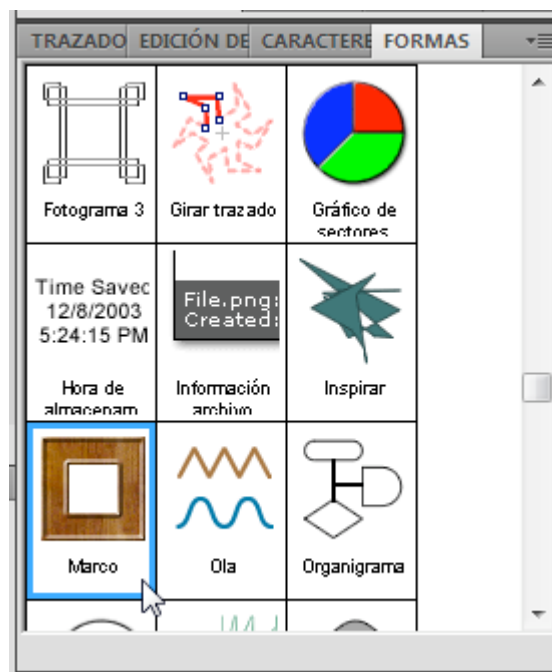 TRAZADO EDICIÓN DE CARACTERE FORMAS
Fotograma 3
Girar trazado
Gráfico de
sectores
Time Saved
12/8/2003
5:24:15 PM
File.png:
Created:
Hora de
almacenam
Información
archivo
Inspirar
Marco
Ola
Organigrama